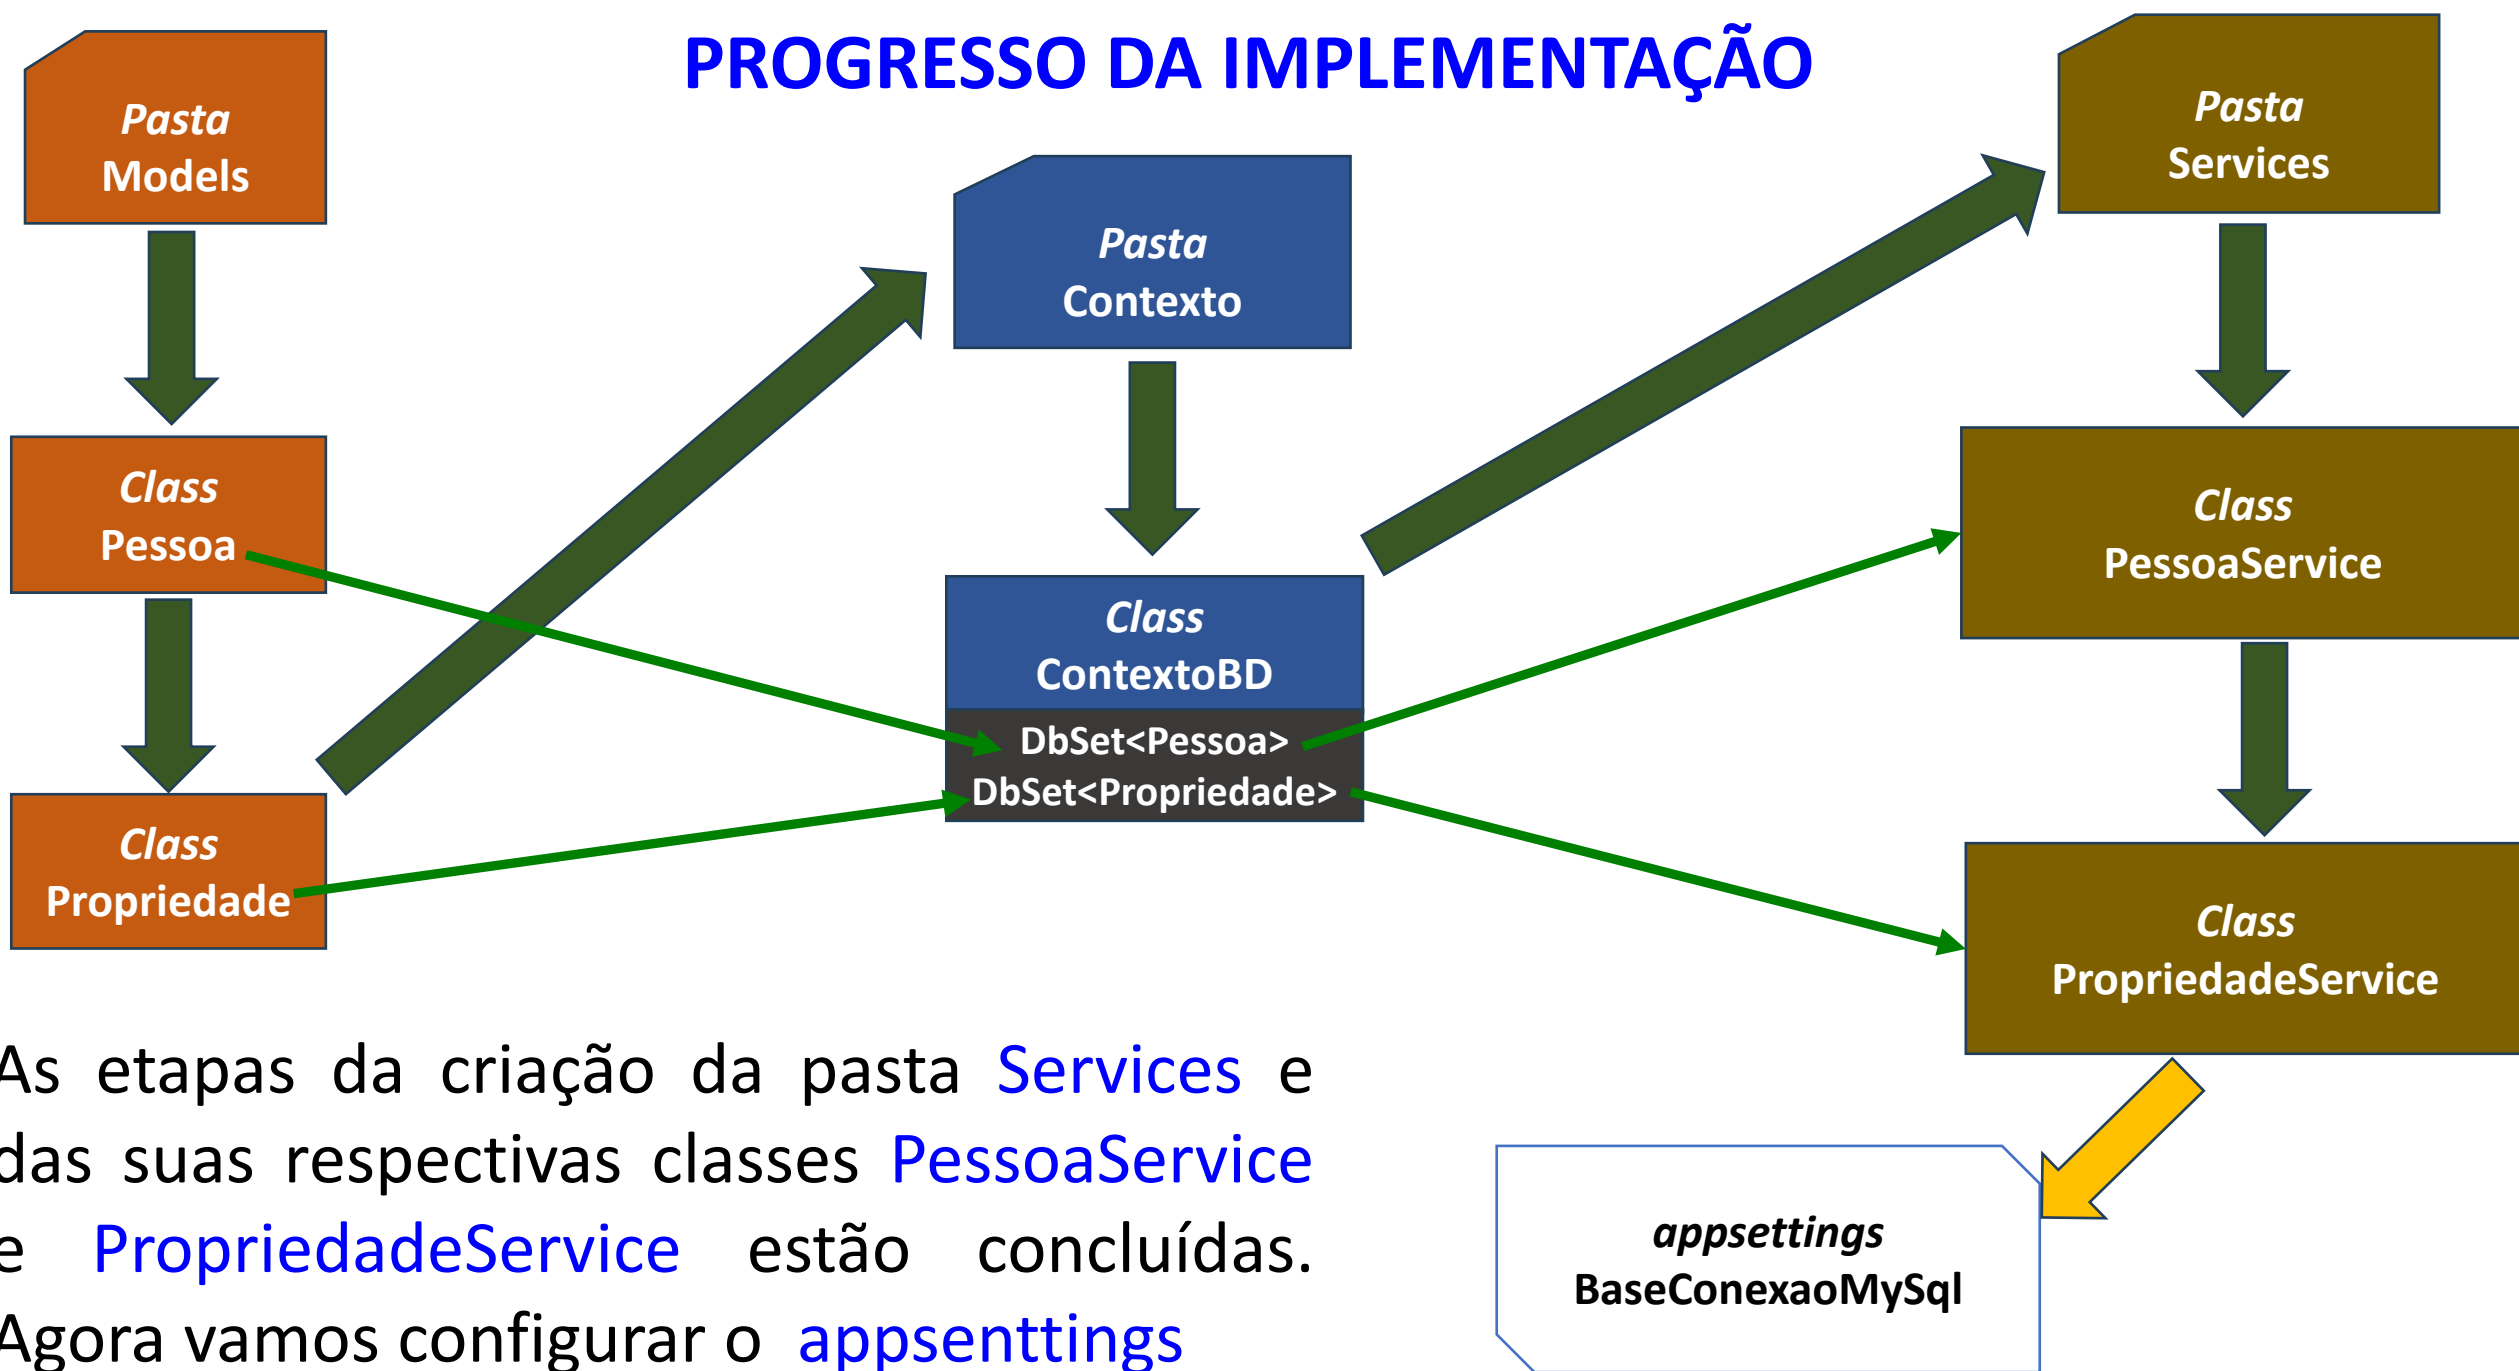 PROGRESSO DA IMPLEMENTAÇÃO
Pasta
Models
Class
Pessoa
Class
Propriedade
Pasta
Contexto
Class
ContextoBD
DbSet<Pessoa>
DbSet<Propriedade>
Pasta
Services
Class
PessoaService
Class
PropriedadeService
As etapas da criação da pasta Services e
das suas respectivas classes PessoaService
e PropriedadeService estão concluídas.
Agora vamos configurar o appsenttings
appsettings
BaseConexaoMySql